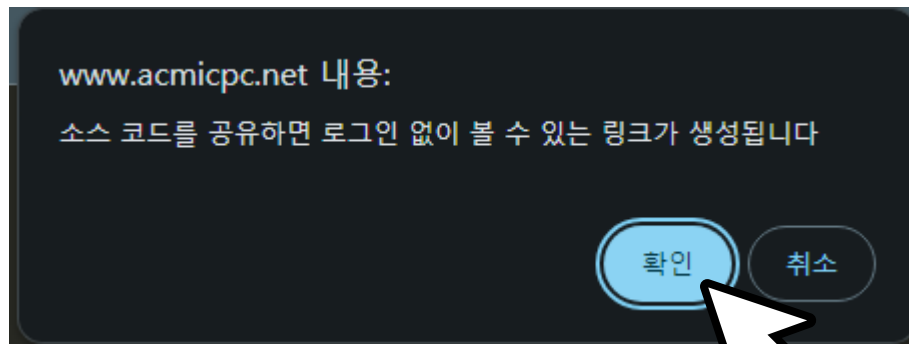 www.acmicpc.net 내용:
소스 코드를 공유하면 로그인 없이 볼 수 있는 링크가 생성됩니다
확인 취소